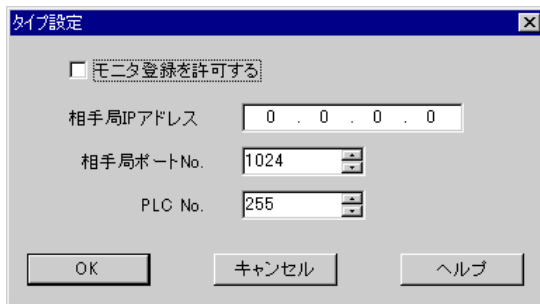 タイプ設定
モニタ登録を許可する
相手局IPアドレス 0 . 0 . 0 . 0
相手局ポートNo. 1024
PLC No. 255
OK キャンセル ヘルプ